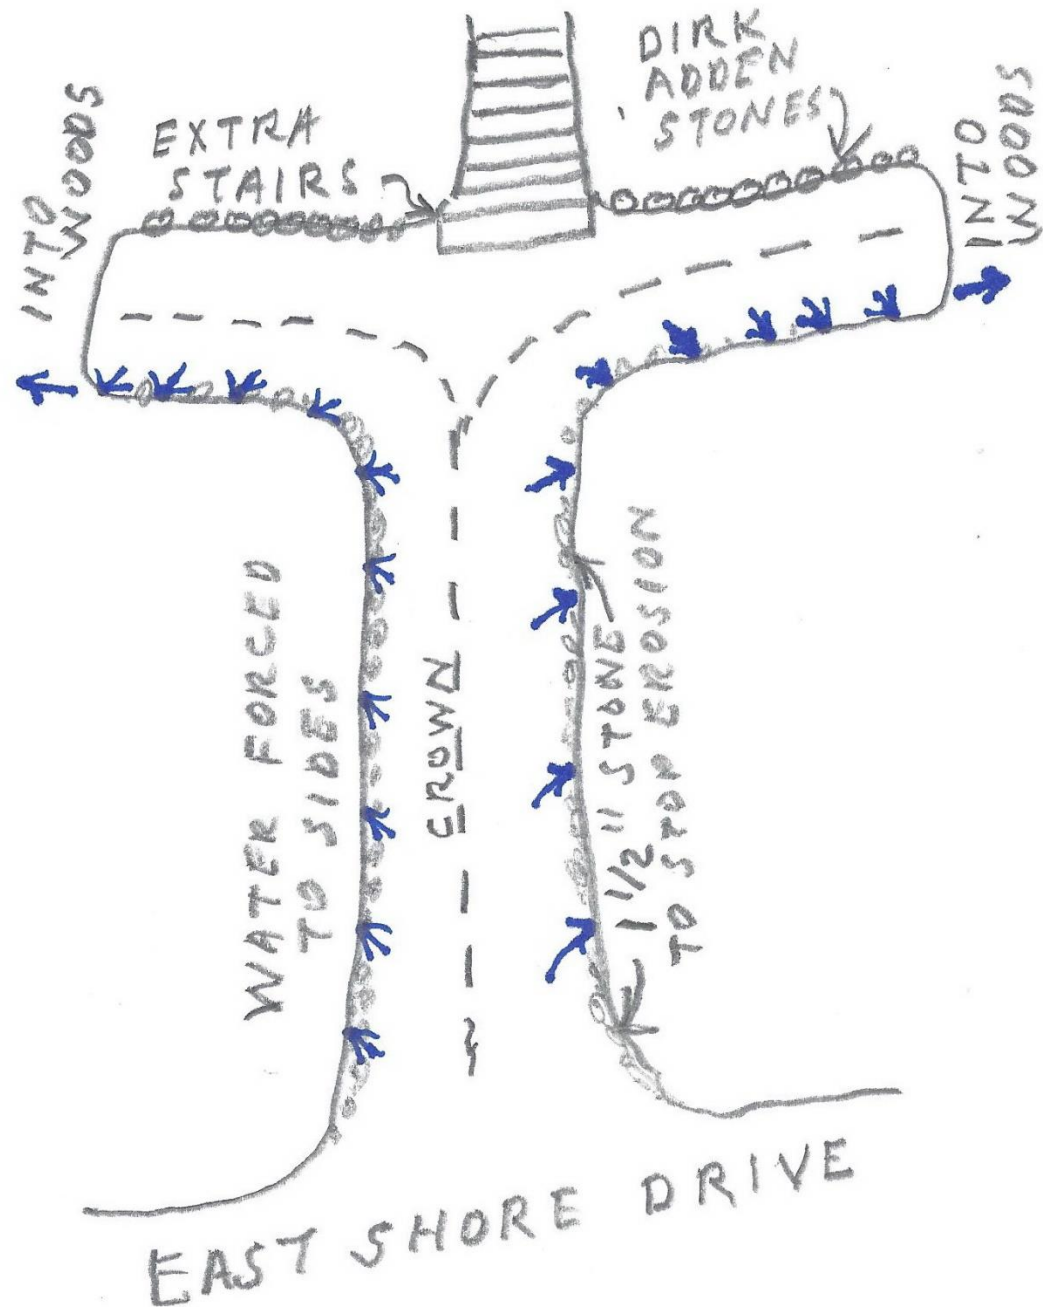 DIRK
ADDEN
STONES
EXTRA
STAIRS
INTO
WOODS
INTO
WOODS
WATER FORCED
TO SIDES
CROWN
1 1/2" STONE
TO STOP EROSION
EAST SHORE DRIVE